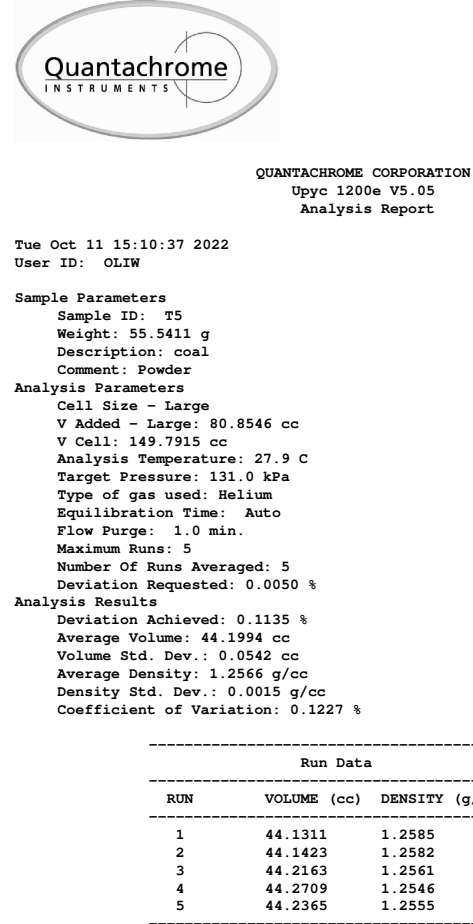 Quantachrome
INSTRUMENTS
QUANTACHROME CORPORATION
Upyc 1200e V5.05
Analysis Report
Tue Oct 11 15:10:37 2022
User ID: OLIW
Sample Parameters
Sample ID: T5
Weight: 55.5411 g
Description: coal
Comment: Powder
Analysis Parameters
Cell Size - Large
V Added - Large: 80.8546 cc
V Cell: 149.7915 cc
Analysis Temperature: 27.9 C
Target Pressure: 131.0 kPa
Type of gas used: Helium
Equilibration Time: Auto
Flow Purge: 1.0 min.
Maximum Runs: 5
Number Of Runs Averaged: 5
Deviation Requested: 0.0050 %
Analysis Results
Deviation Achieved: 0.1135 %
Average Volume: 44.1994 cc
Volume Std. Dev.: 0.0542 cc
Average Density: 1.2566 g/cc
Density Std. Dev.: 0.0015 g/cc
Coefficient of Variation: 0.1227 %
Run Data
RUN VOLUME (cc) DENSITY (g/
1 44.1311 1.2585
2 44.1423 1.2582
3 44.2163 1.2561
4 44.2709 1.2546
5 44.2365 1.2555